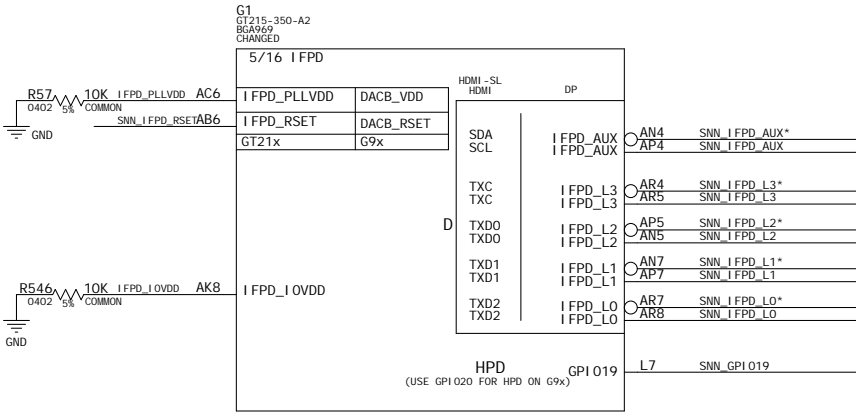 G1
GT215-350-A2
BGA969
CHANGED
5/16 IFPD
R57 10K IFPD_PLLVDD AC6 IFPD_PLLVDD DACB_VDD
0402 5% COMMON
GND
SNN_IFPD_RSET AB6 IFPD_RSET DACB_RSET
GT21x G9x
HDMI-SL
HDMI DP
SDA IFPD_AUX AN4 SNN_IFPD_AUX*
SCL IFPD_AUX AP4 SNN_IFPD_AUX
TXC IFPD_L3 AR4 SNN_IFPD_L3*
TXC IFPD_L3 AR5 SNN_IFPD_L3
D
TXD0 IFPD_L2 AP5 SNN_IFPD_L2*
TXD0 IFPD_L2 AN5 SNN_IFPD_L2
TXD1 IFPD_L1 AN7 SNN_IFPD_L1*
TXD1 IFPD_L1 AP7 SNN_IFPD_L1
TXD2 IFPD_L0 AR7 SNN_IFPD_L0*
TXD2 IFPD_L0 AR8 SNN_IFPD_L0
R546 10K IFPD_IOVDD AK8 IFPD_IOVDD
0402 5% COMMON
GND
HPD GPIO19 L7 SNN_GPIO19
(USE GPIO20 FOR HPD ON G9x)